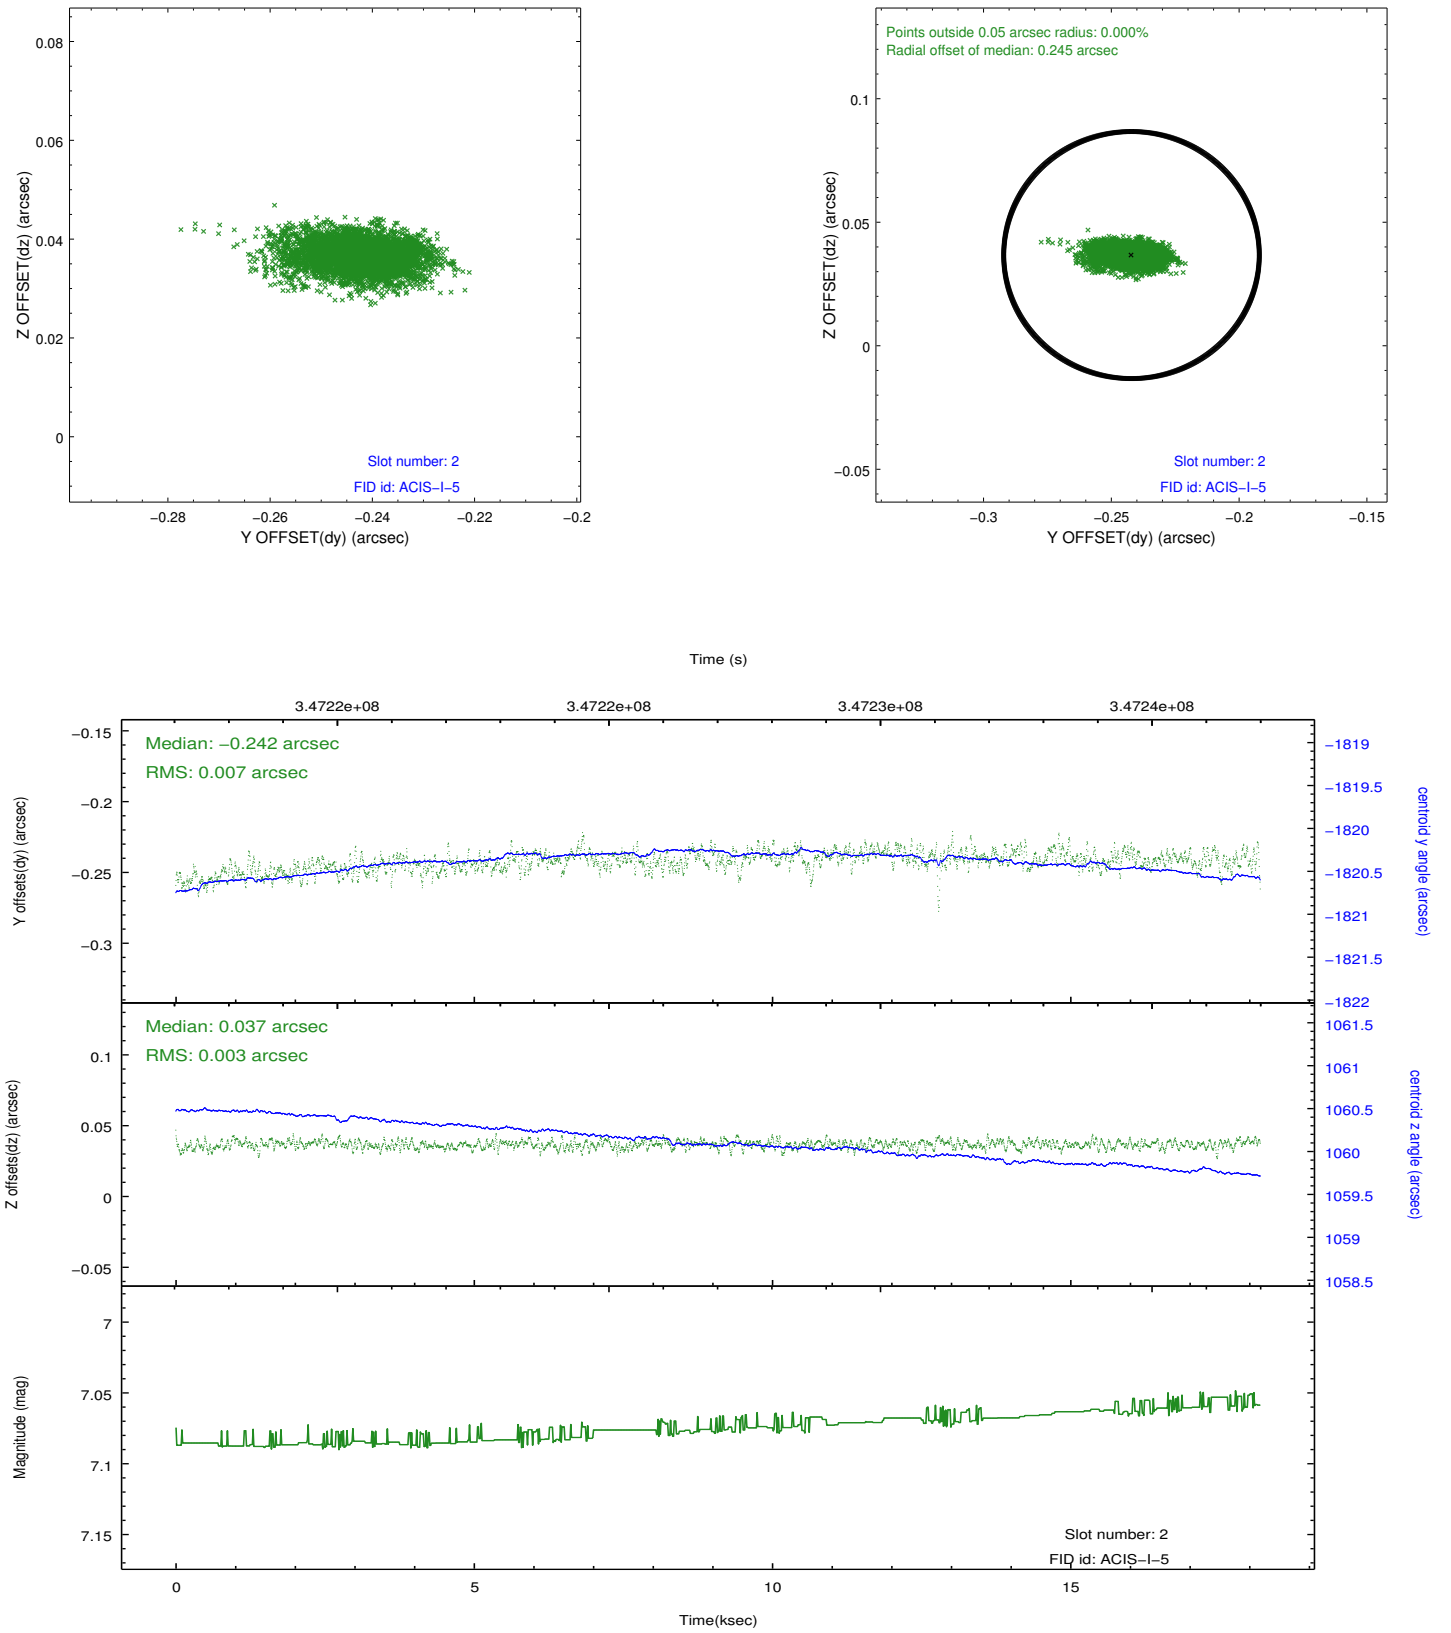 0.08
0.06
0.04
0.02
0
Z OFFSET(dz) (arcsec)
Slot number: 2
FID id: ACIS−I−5
−0.28
−0.26
−0.24
−0.22
−0.2
Y OFFSET(dy) (arcsec)
Points outside 0.05 arcsec radius: 0.000%
Radial offset of median: 0.245 arcsec
0.1
0.05
0
−0.05
Z OFFSET(dz) (arcsec)
Slot number: 2
FID id: ACIS−I−5
−0.3
−0.25
−0.2
−0.15
Y OFFSET(dy) (arcsec)
Time (s)
3.4722e+08
3.4722e+08
3.4723e+08
3.4724e+08
Median: −0.242 arcsec
RMS: 0.007 arcsec
−0.15
−0.2
−0.25
−0.3
Y offsets(dy) (arcsec)
−1819
−1819.5
−1820
−1820.5
−1821
−1821.5
−1822
centroid y angle (arcsec)
Median: 0.037 arcsec
RMS: 0.003 arcsec
0.1
0.05
0
−0.05
Z offsets(dz) (arcsec)
1061.5
1061
1060.5
1060
1059.5
1059
1058.5
centroid z angle (arcsec)
7
7.05
7.1
7.15
Magnitude (mag)
Slot number: 2
FID id: ACIS−I−5
0
5
10
15
Time(ksec)